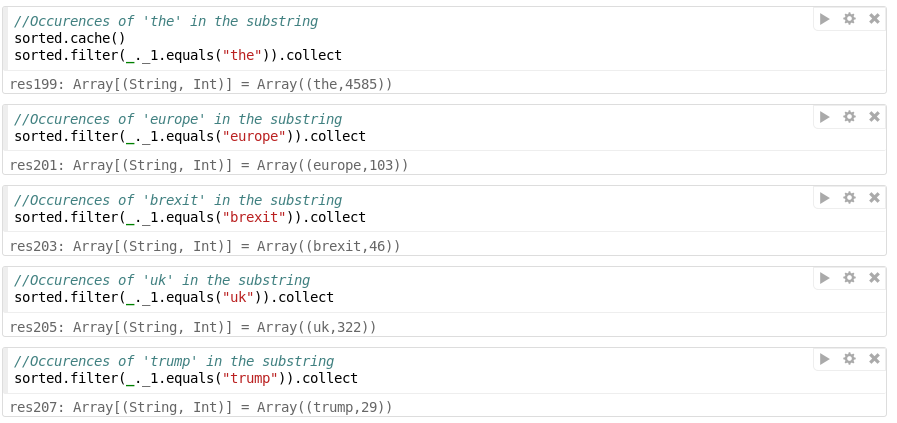 //Occurences of 'the' in the substring
sorted.cache()
sorted.filter(_._1.equals("the")).collect
res199: Array[(String, Int)] = Array((the,4585))
//Occurences of 'europe' in the substring
sorted.filter(_._1.equals("europe")).collect
res201: Array[(String, Int)] = Array((europe,103))
//Occurences of 'brexit' in the substring
sorted.filter(_._1.equals("brexit")).collect
res203: Array[(String, Int)] = Array((brexit,46))
//Occurences of 'uk' in the substring
sorted.filter(_._1.equals("uk")).collect
res205: Array[(String, Int)] = Array((uk,322))
//Occurences of 'trump' in the substring
sorted.filter(_._1.equals("trump")).collect
res207: Array[(String, Int)] = Array((trump,29))